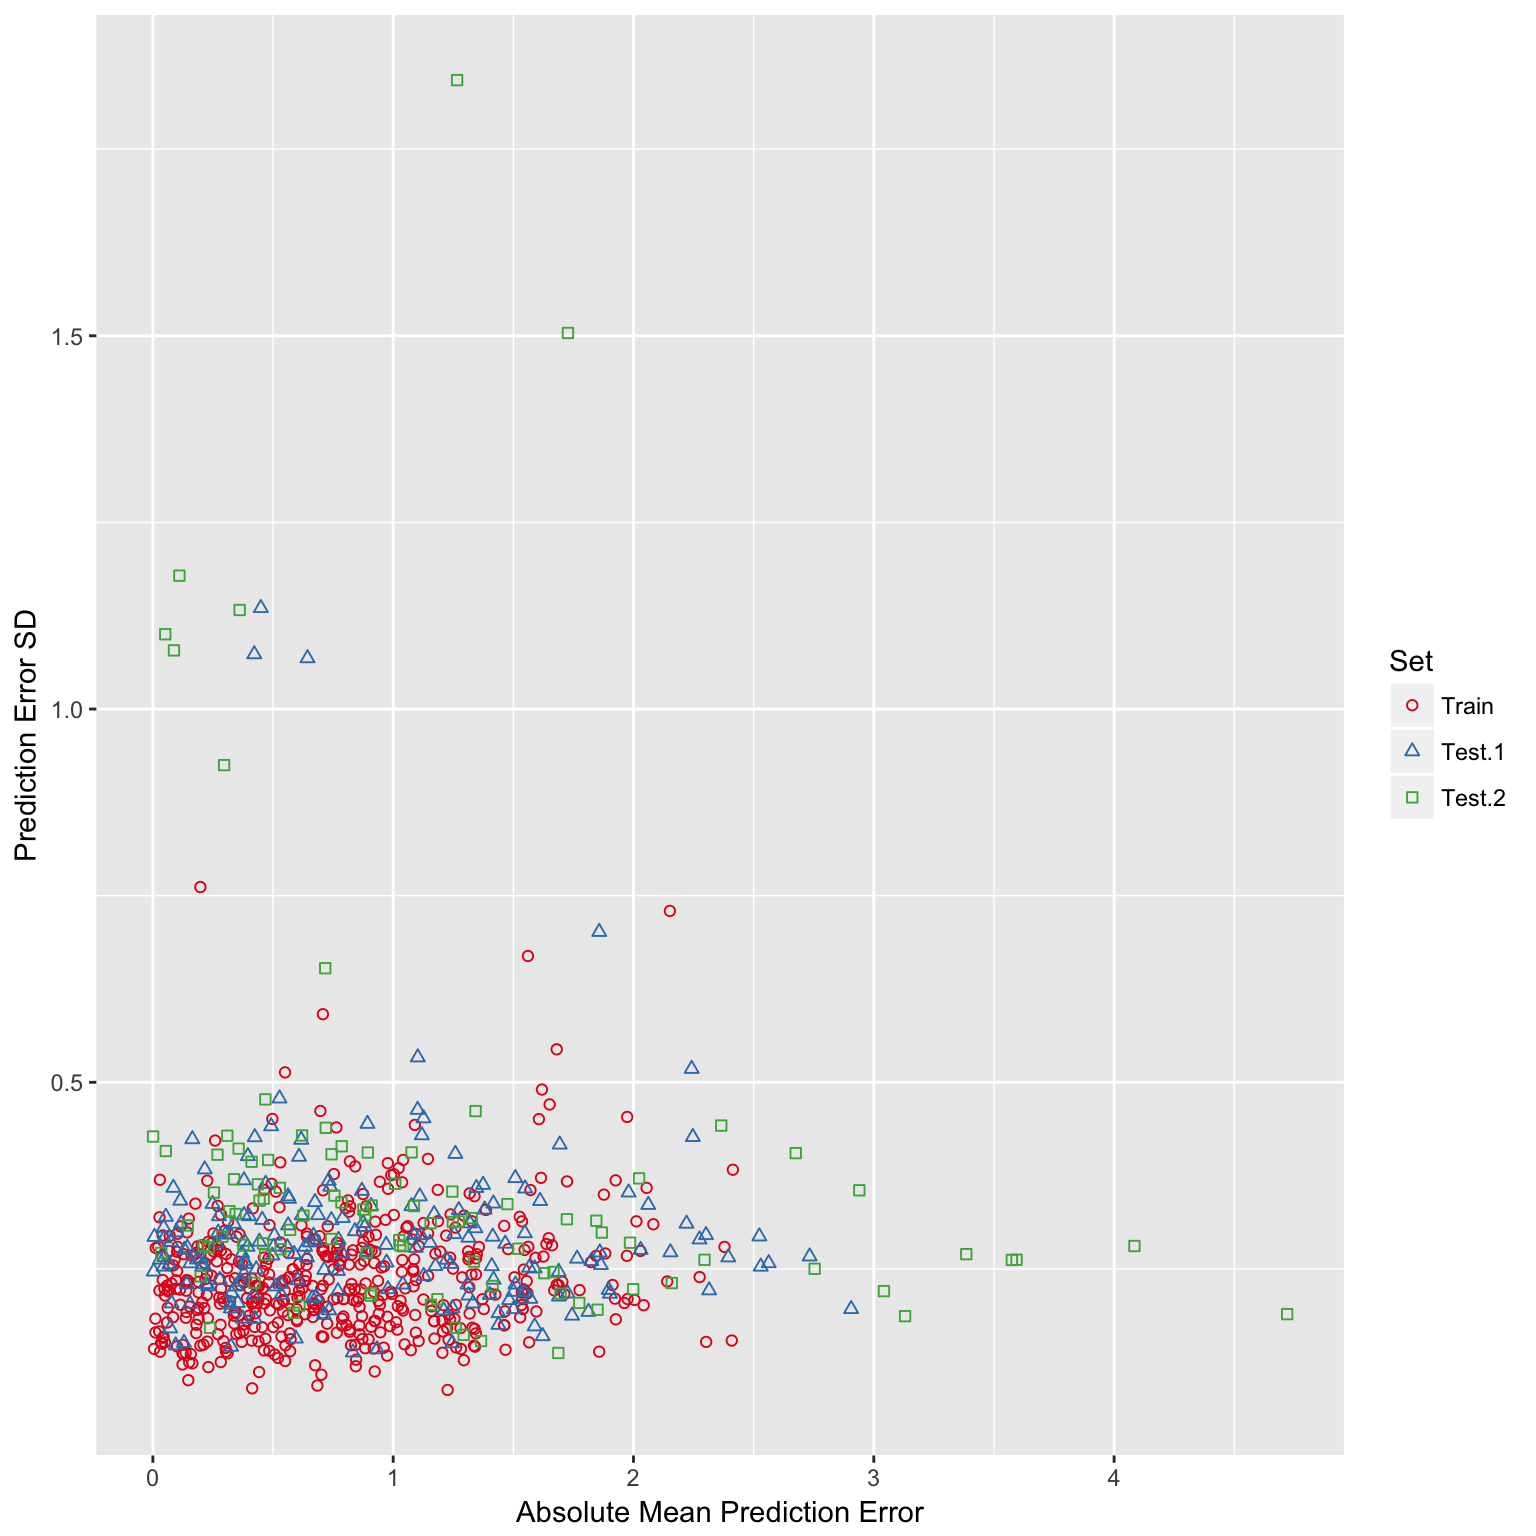 1.5
1.0
0.5
0
1
2
3
4
Absolute Mean Prediction Error
Prediction Error SD
Set
Train
Test.1
Test.2